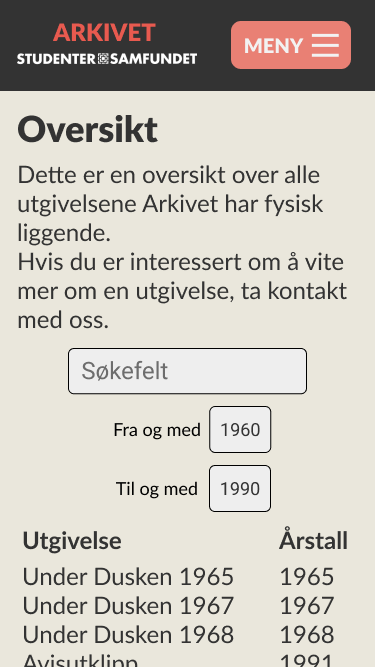 ARKIVET
STUDENTER SAMFUNDET
MENY
Oversikt
Dette er en oversikt over alle
utgivelsene Arkivet har fysisk
liggende.
Hvis du er interessert om å vite
mer om en utgivelse, ta kontakt
med oss.
Søkefelt
Fra og med 1960
Til og med 1990
Utgivelse Årstall
Under Dusken 1965 1965
Under Dusken 1967 1967
Under Dusken 1968 1968
Avisutklipp 1991